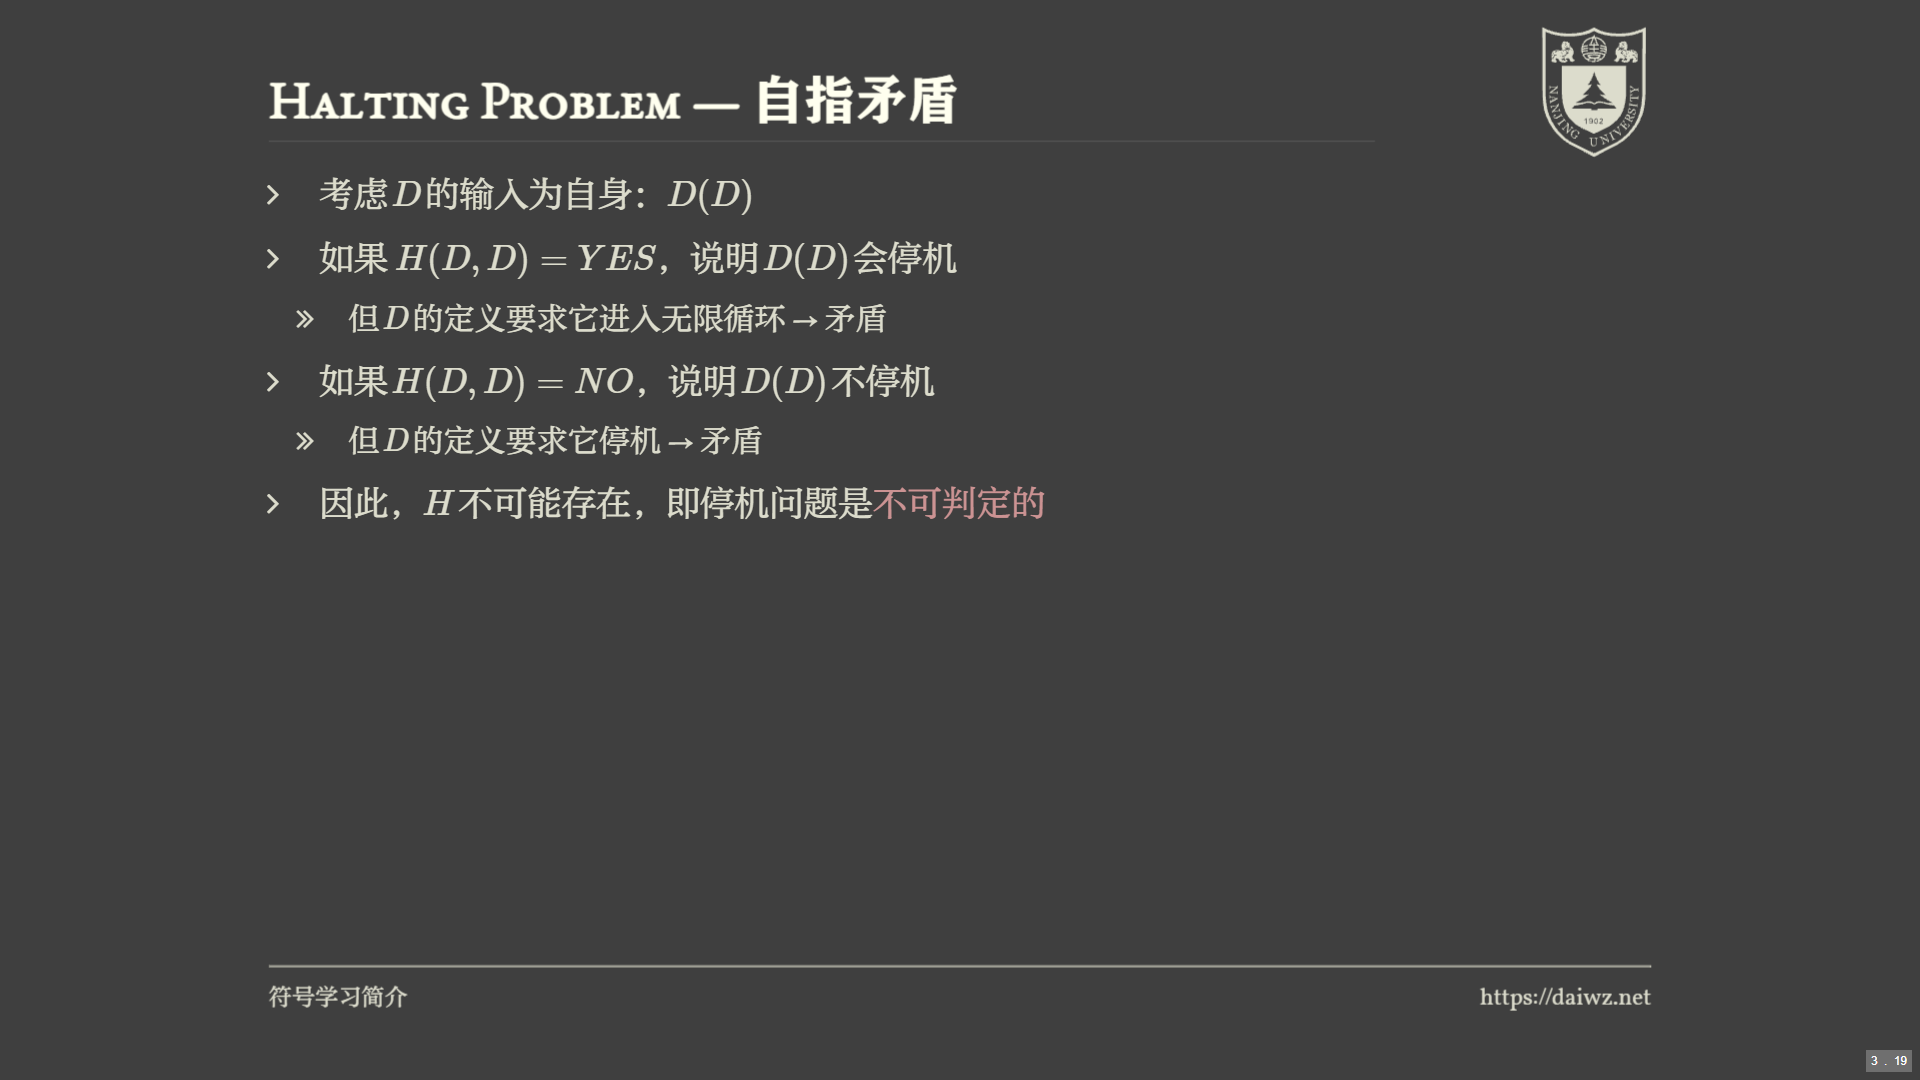 Halting Problem — 自指矛盾
NANJING UNIVERSITY
1902
考虑D的输入为自身：D(D)
如果H(D, D) = YES，说明D(D)会停机
但D的定义要求它进入无限循环→矛盾
如果H(D, D) = NO，说明D(D)不停机
但D的定义要求它停机→矛盾
因此，H不可能存在，即停机问题是不可判定的
符号学习简介
https://daiwz.net
3 . 19